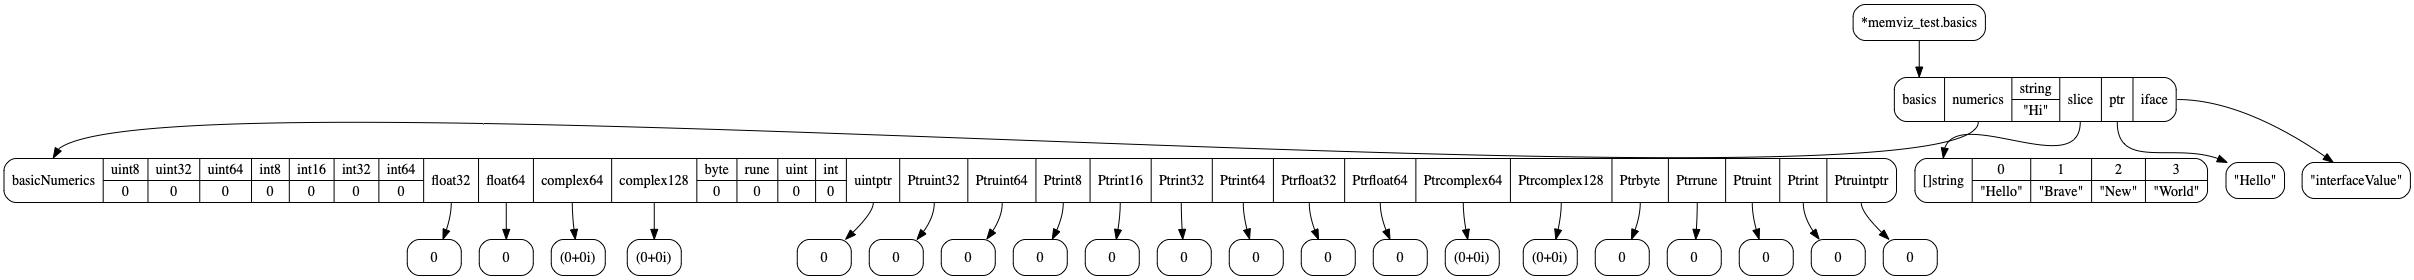 *memviz_test.basics
basics numerics string slice ptr iface
"Hi"
basicNumerics uint8 uint32 uint64 int8 int16 int32 int64 float32 float64 complex64 complex128 byte rune uint int uintptr Ptruint32 Ptruint64 Ptrint8 Ptrint16 Ptrint32 Ptrint64 Ptrfloat32 Ptrfloat64 Ptrcomplex64 Ptrcomplex128 Ptrbyte Ptrrune Ptruint Ptrint Ptruintptr
0 0 0 0 0 0 0 0 0 0 0
[]string 0 1 2 3
"Hello" "Brave" "New" "World"
"Hello"
"interfaceValue"
0 0 (0+0i) (0+0i) 0 0 0 0 0 0 0 0 0 (0+0i) (0+0i) 0 0 0 0 0